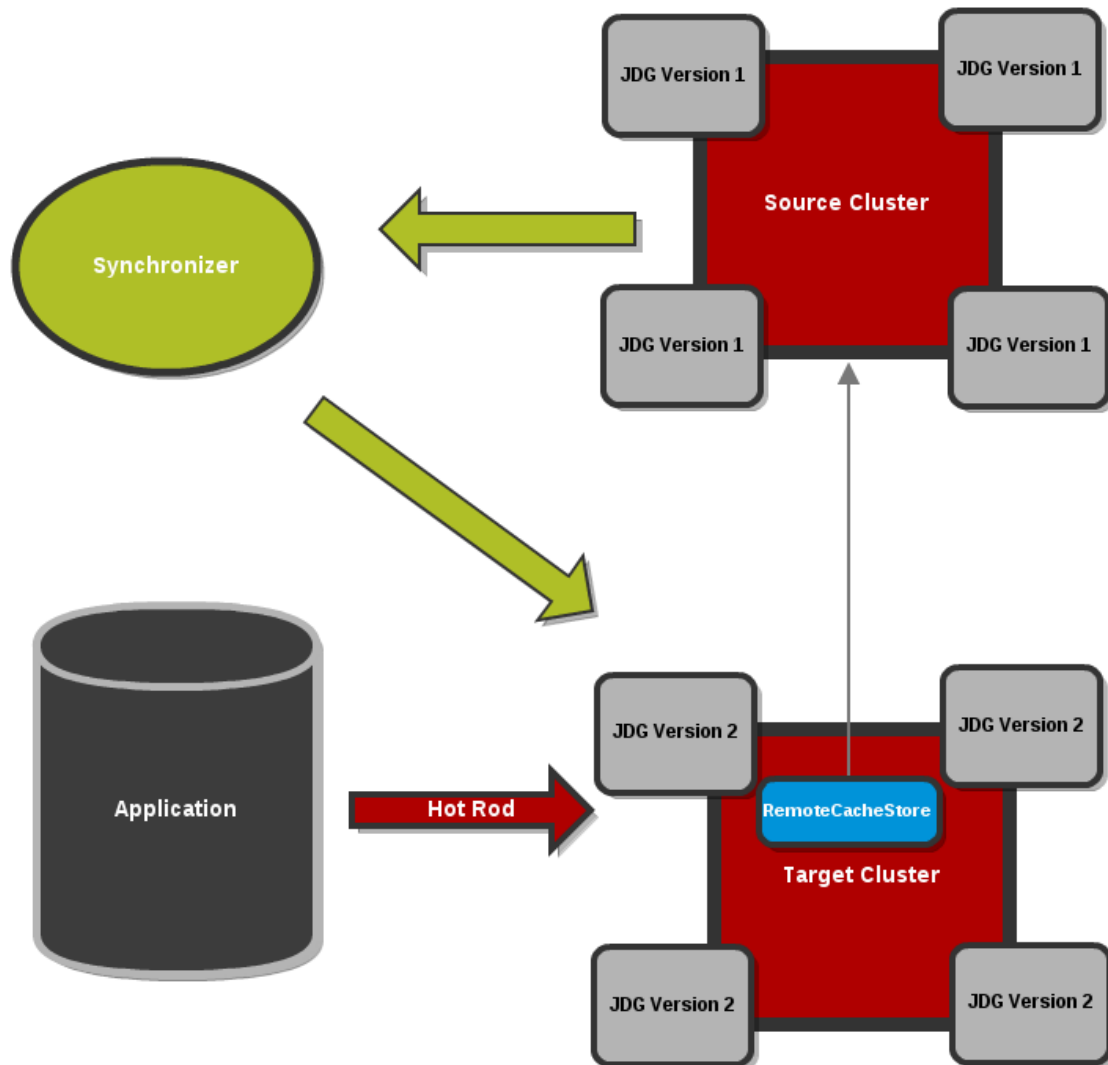 JDG Version 1
JDG Version 1
Source Cluster
Synchronizer
JDG Version 1
JDG Version 1
JDG Version 2
JDG Version 2
Application
Hot Rod
RemoteCacheStore
Target Cluster
JDG Version 2
JDG Version 2